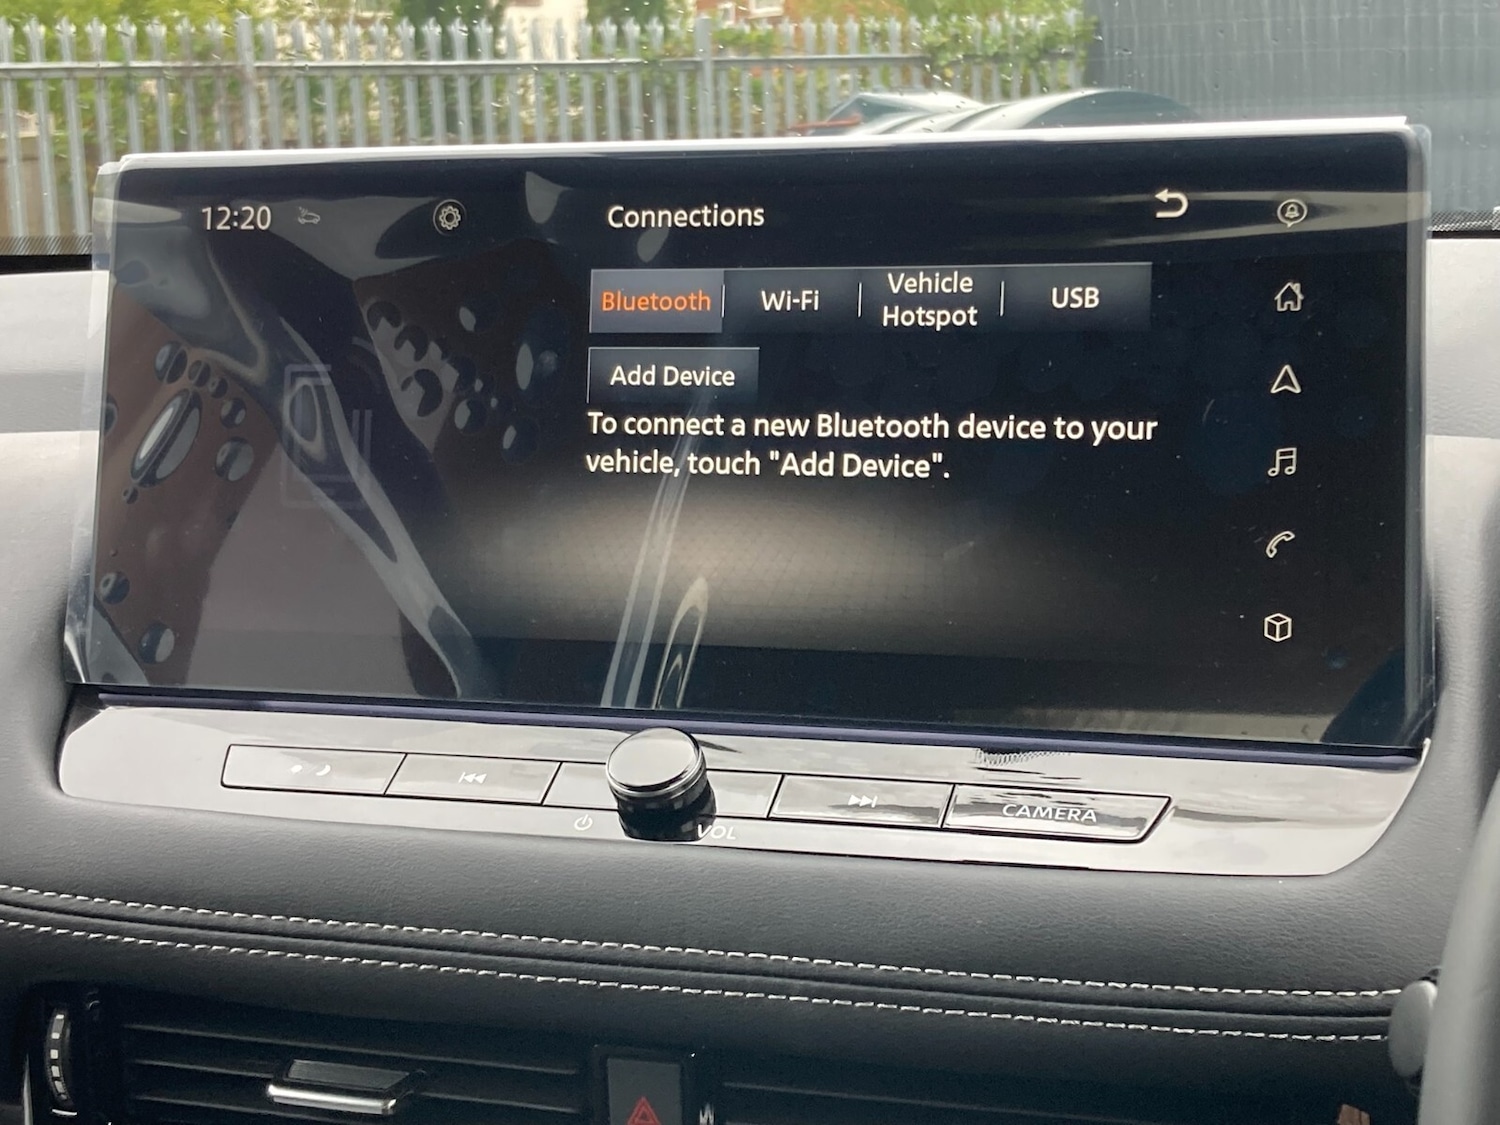 12:20
Connections
Bluetooth
Wi-Fi
Vehicle
Hotspot
USB
Add Device
To connect a new Bluetooth device to your
vehicle, touch "Add Device".
VOL
CAMERA